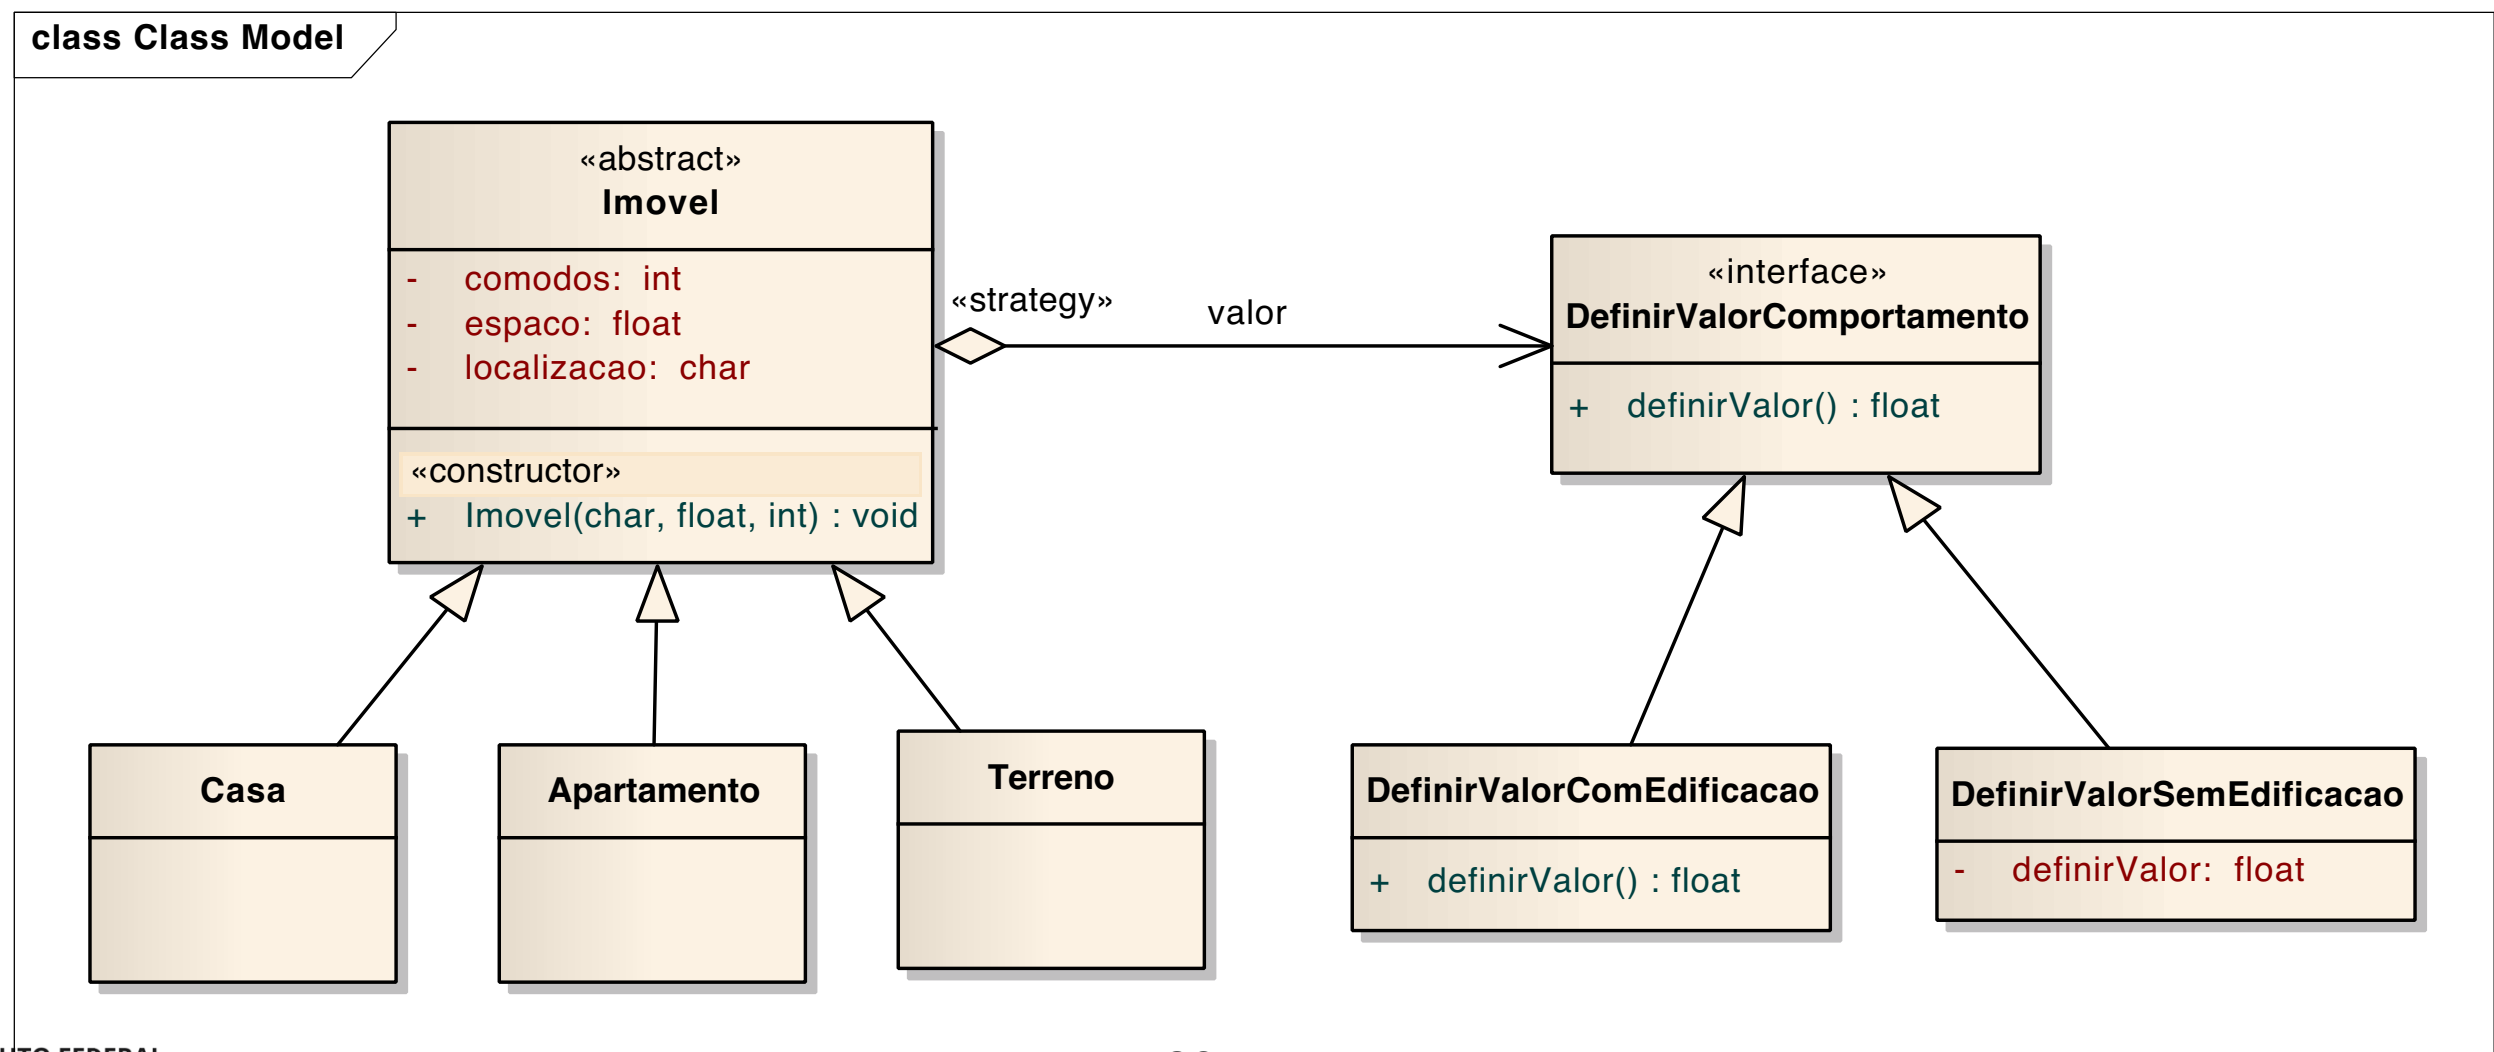 class Class Model
«abstract»
Imovel
- comodos: int
- espaco: float
- localizacao: char
«constructor»
+ Imovel(char, float, int) : void
«strategy»
valor
«interface»
DefinirValorComportamento
+ definirValor() : float
Casa
Apartamento
Terreno
DefinirValorComEdificacao
+ definirValor() : float
DefinirValorSemEdificacao
- definirValor: float